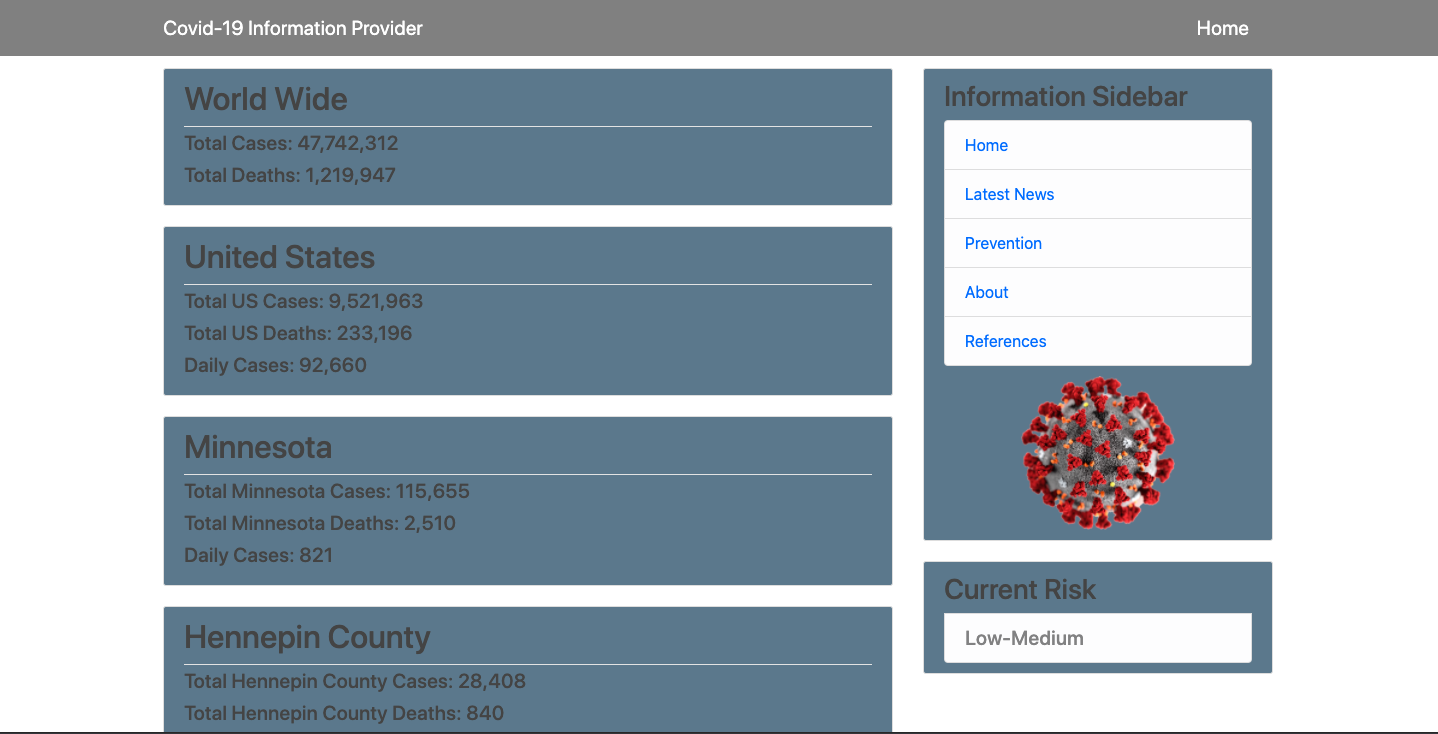 Covid-19 Information Provider
Home
World Wide
Total Cases: 47,742,312
Total Deaths: 1,219,947
United States
Total US Cases: 9,521,963
Total US Deaths: 233,196
Daily Cases: 92,660
Minnesota
Total Minnesota Cases: 115,655
Total Minnesota Deaths: 2,510
Daily Cases: 821
Hennepin County
Total Hennepin County Cases: 28,408
Total Hennepin County Deaths: 840
Information Sidebar
Home
Latest News
Prevention
About
References
Current Risk
Low-Medium